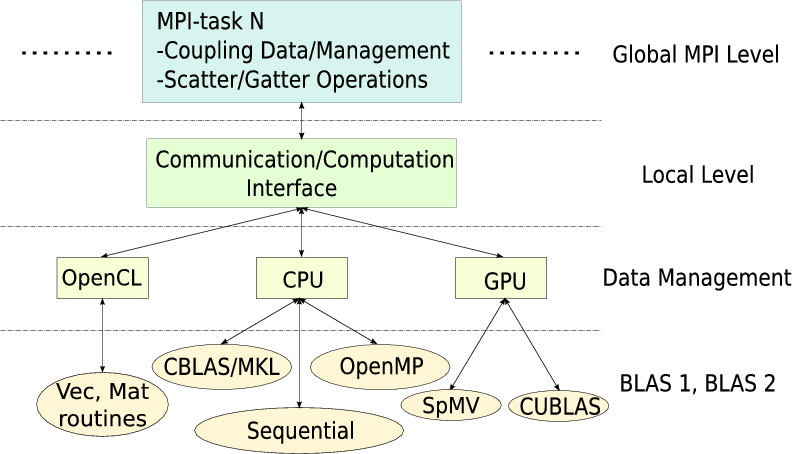 MPI-task N
-Coupling Data/Management
-Scatter/Gatter Operations
Global MPI Level
Communication/Computation
Interface
Local Level
OpenCL
CPU
GPU
Data Management
CBLAS/MKL
OpenMP
Vec, Mat
routines
Sequential
SpMV
CUBLAS
BLAS 1, BLAS 2